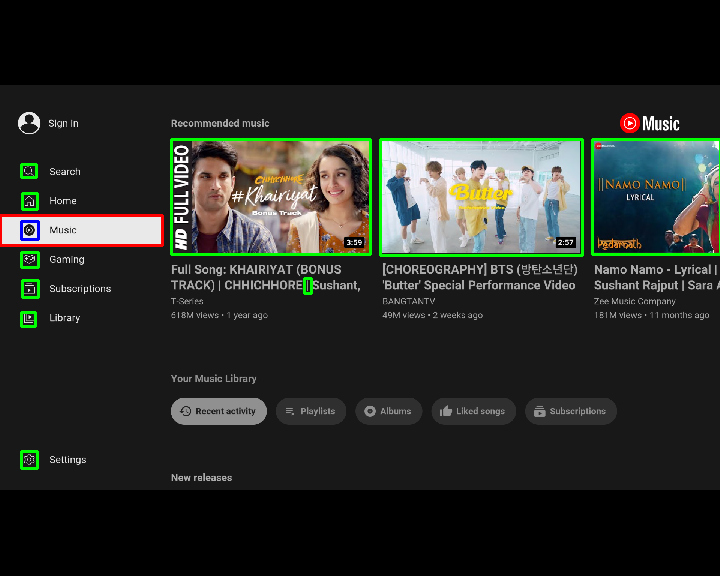 Sign in
Search
Home
Music
Gaming
Subscriptions
Library
Settings
Recommended music
Music
HD FULL VIDEO
CHHICHHORE
#Khairiyat
Bonus Track
3:59
Full Song: KHAIRIYAT (BONUS
TRACK) | CHHICHHORE | Sushant,
T-Series
618M views • 1 year ago
Butter
2:57
[CHOREOGRAPHY] BTS (방탄소년단)
'Butter' Special Performance Video
BANGTANTV
49M views • 2 weeks ago
||NAMO NAMO||
LYRICAL
Namo Namo - Lyrical |
Sushant Rajput | Sara A
Zee Music Company
181M views • 11 months ago
Your Music Library
Recent activity
Playlists
Albums
Liked songs
Subscriptions
New releases